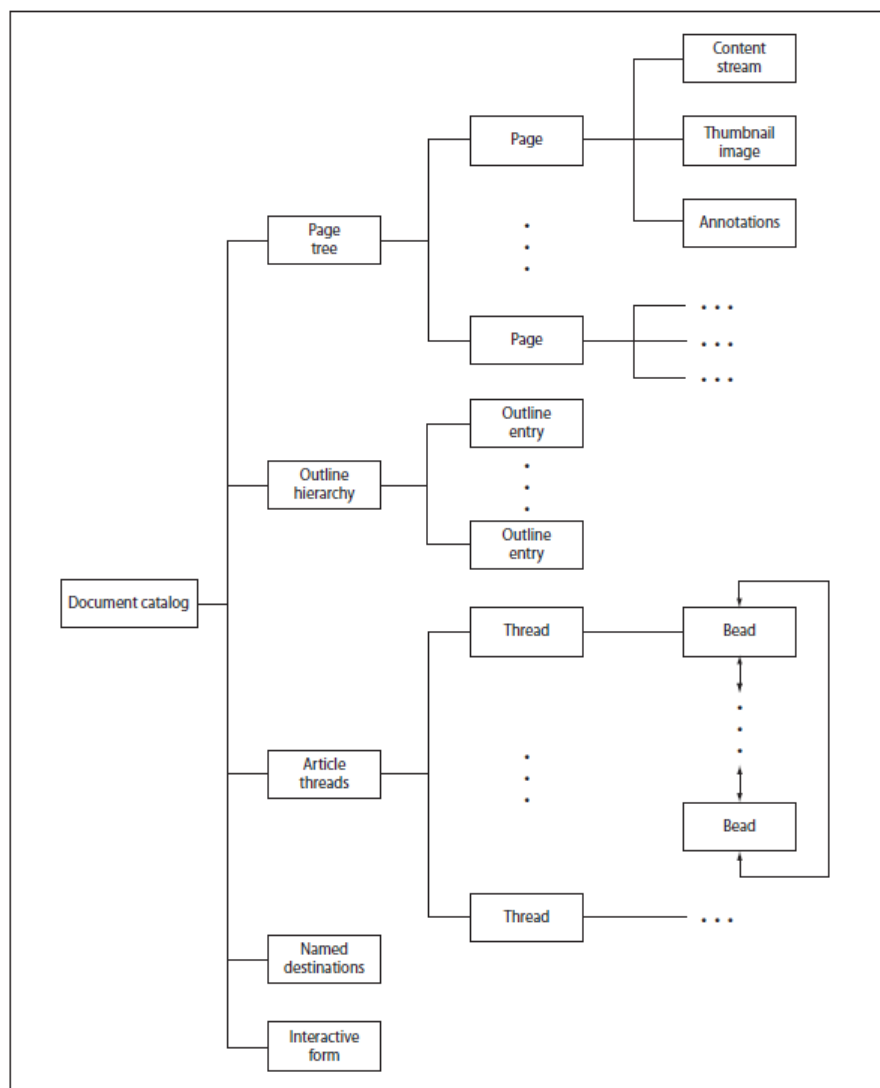 Content
stream
Page
Thumbnail
image
Annotations
Page
tree
Page
Outline
entry
Outline
hierarchy
Outline
entry
Document catalog
Thread
Bead
Article
threads
Bead
Thread
Named
destinations
Interactive
form